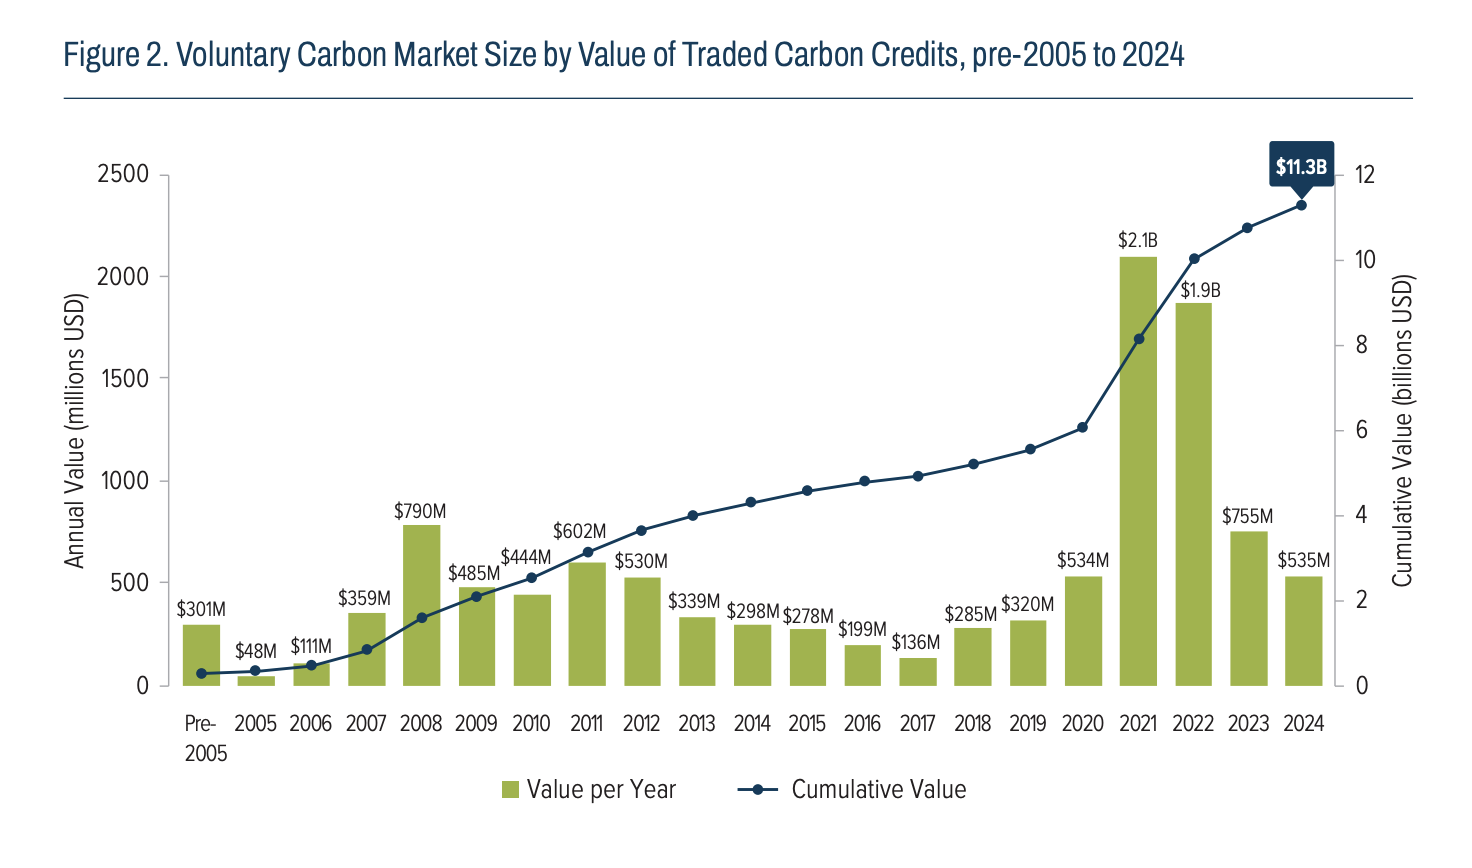 Figure 2. Voluntary Carbon Market Size by Value of Traded Carbon Credits, pre-2005 to 2024
Annual Value (millions USD)
2500
2000
1500
1000
500
0
$301M
$48M
$111M
$359M
$790M
$485M
$444M
$602M
$530M
$339M
$298M
$278M
$199M
$136M
$285M
$320M
$534M
$2.1B
$1.9B
$755M
$535M
$11.3B
12
10
8
6
4
2
0
Cumulative Value (billions USD)
Pre-
2005
2005
2006
2007
2008
2009
2010
2011
2012
2013
2014
2015
2016
2017
2018
2019
2020
2021
2022
2023
2024
Value per Year
Cumulative Value